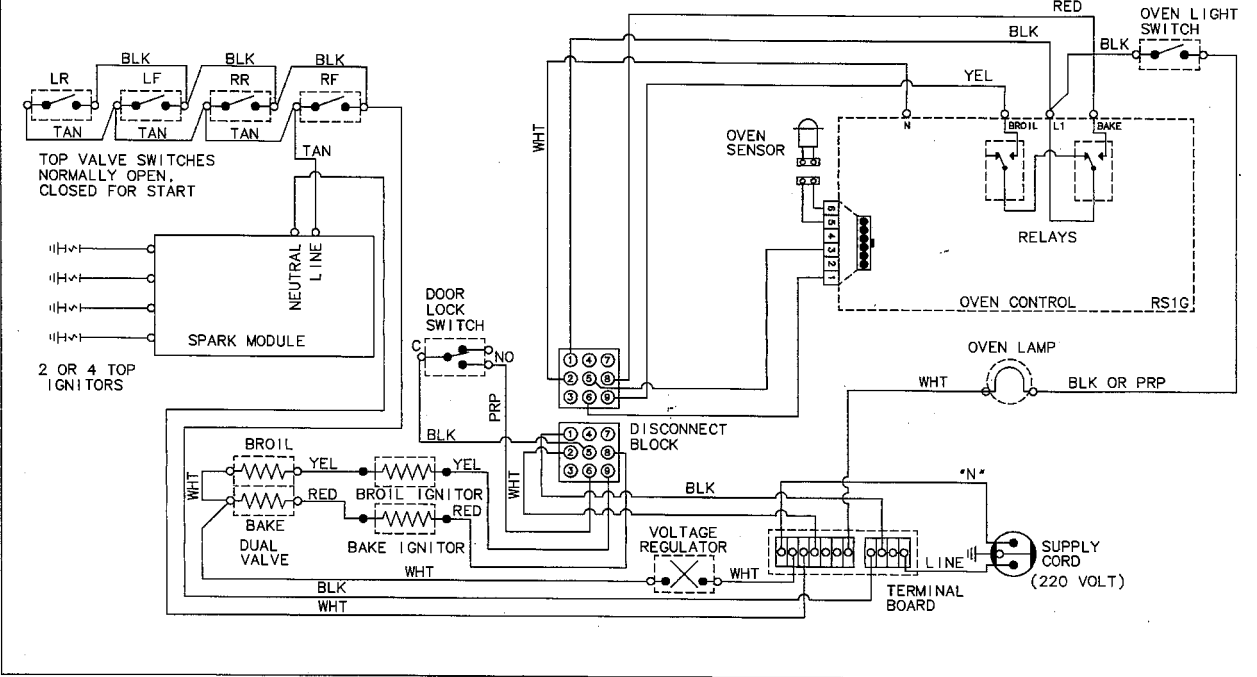 RED
OVEN LIGHT
SWITCH
BLK
BLK
BLK
BLK
BLK
LR
LF
RR
RF
TAN
TAN
TAN
TAN
TOP VALVE SWITCHES
NORMALLY OPEN,
CLOSED FOR START
YEL
WHT
OVEN
SENSOR
N
BROIL
L1
BAKE
RELAYS
6
5
4
3
2
1
OVEN CONTROL
RS1G
NEUTRAL
LINE
SPARK MODULE
2 OR 4 TOP
IGNITORS
DOOR
LOCK
SWITCH
C
NO
PRP
1 4 7
2 5 8
3 6 9
OVEN LAMP
WHT
BLK OR PRP
DISCONNECT
BLOCK
1 4 7
2 5 8
3 6 9
BLK
WHT
BROIL
YEL
YEL
BROIL IGNITOR
WHT
RED
RED
BAKE
BAKE IGNITOR
DUAL
VALVE
BLK
"N"
VOLTAGE
REGULATOR
WHT
WHT
BLK
WHT
LINE
TERMINAL
BOARD
SUPPLY
CORD
(220 VOLT)